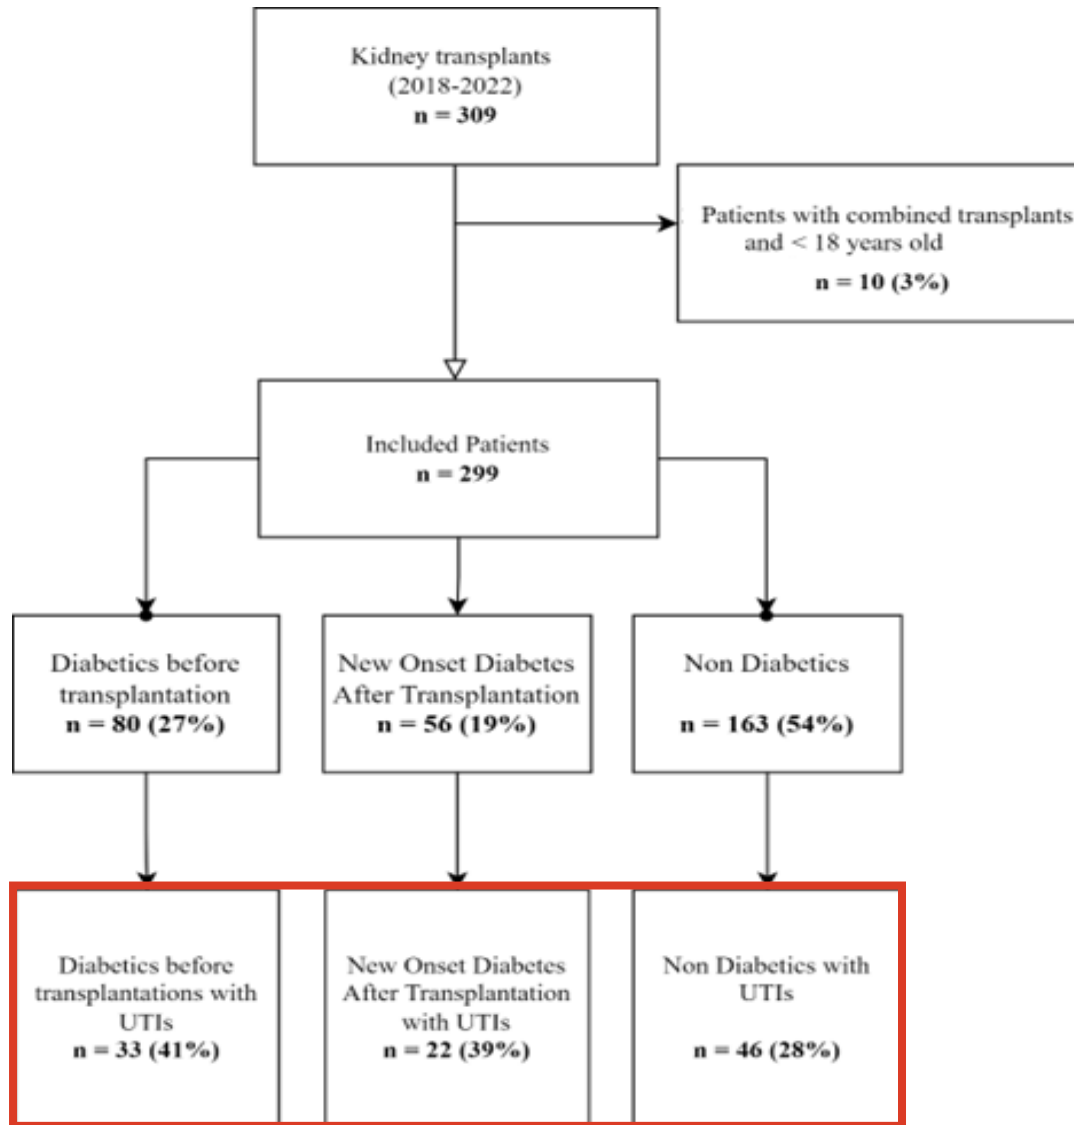 Kidney transplants
(2018-2022)
n = 309
Patients with combined transplants
and < 18 years old
n = 10 (3%)
Included Patients
n = 299
Diabetics before
transplantation
n = 80 (27%)
New Onset Diabetes
After Transplantation
n = 56 (19%)
Non Diabetics
n = 163 (54%)
Diabetics before
transplantations with
UTIs
n = 33 (41%)
New Onset Diabetes
After Transplantation
with UTIs
n = 22 (39%)
Non Diabetics with
UTIs
n = 46 (28%)